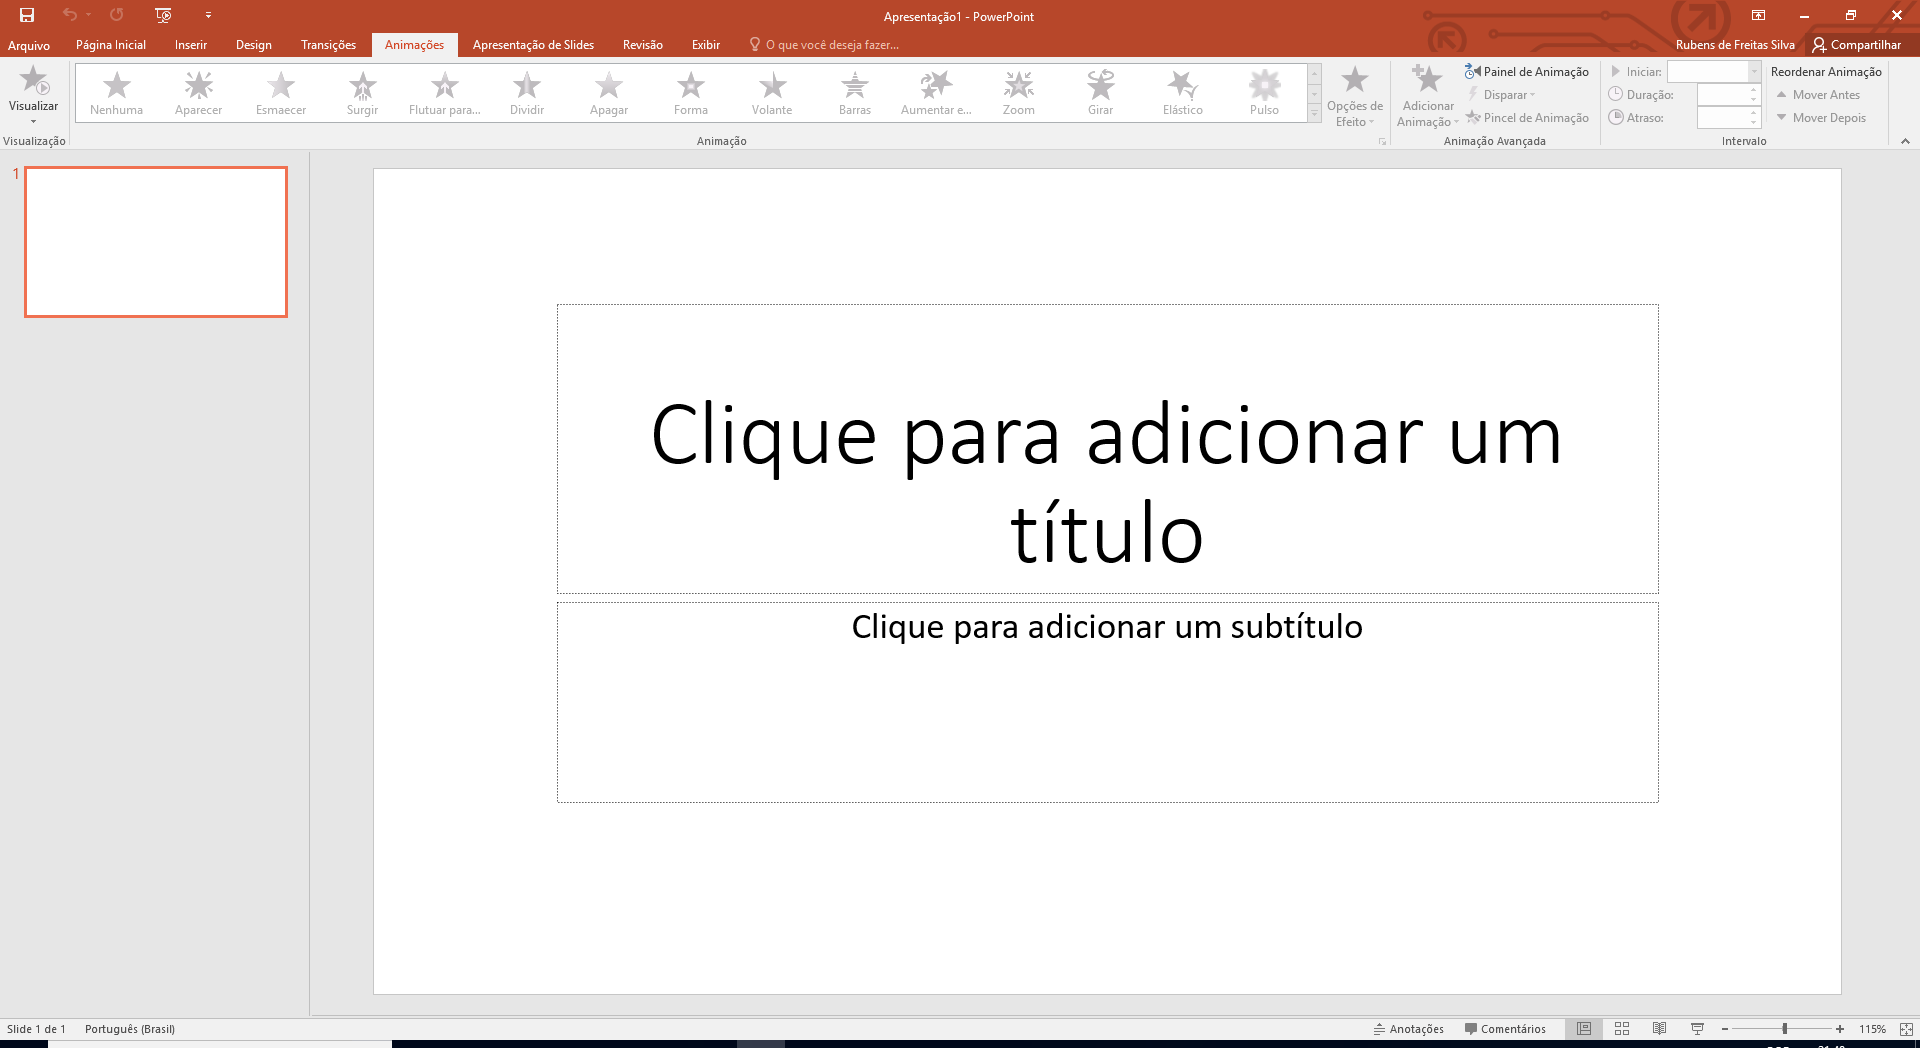 Apresentação1 - PowerPoint
Arquivo Página Inicial Inserir Design Transições Animações Apresentação de Slides Revisão Exibir O que você deseja fazer... Rubens de Freitas Silva Compartilhar
Visualizar
Visualização
Nenhuma Aparecer Esmaecer Surgir Flutuar para... Dividir Apagar Forma Volante Barras Aumentar e... Zoom Girar Elástico Pulso
Animação
Opções de
Efeito
Adicionar
Animação
Painel de Animação
Disparar
Pincel de Animação
Animação Avançada
Iniciar:
Duração:
Atraso:
Reordenar Animação
Mover Antes
Mover Depois
Intervalo
1
Clique para adicionar um
título
Clique para adicionar um subtítulo
Slide 1 de 1 Português (Brasil) Anotações Comentários 115%